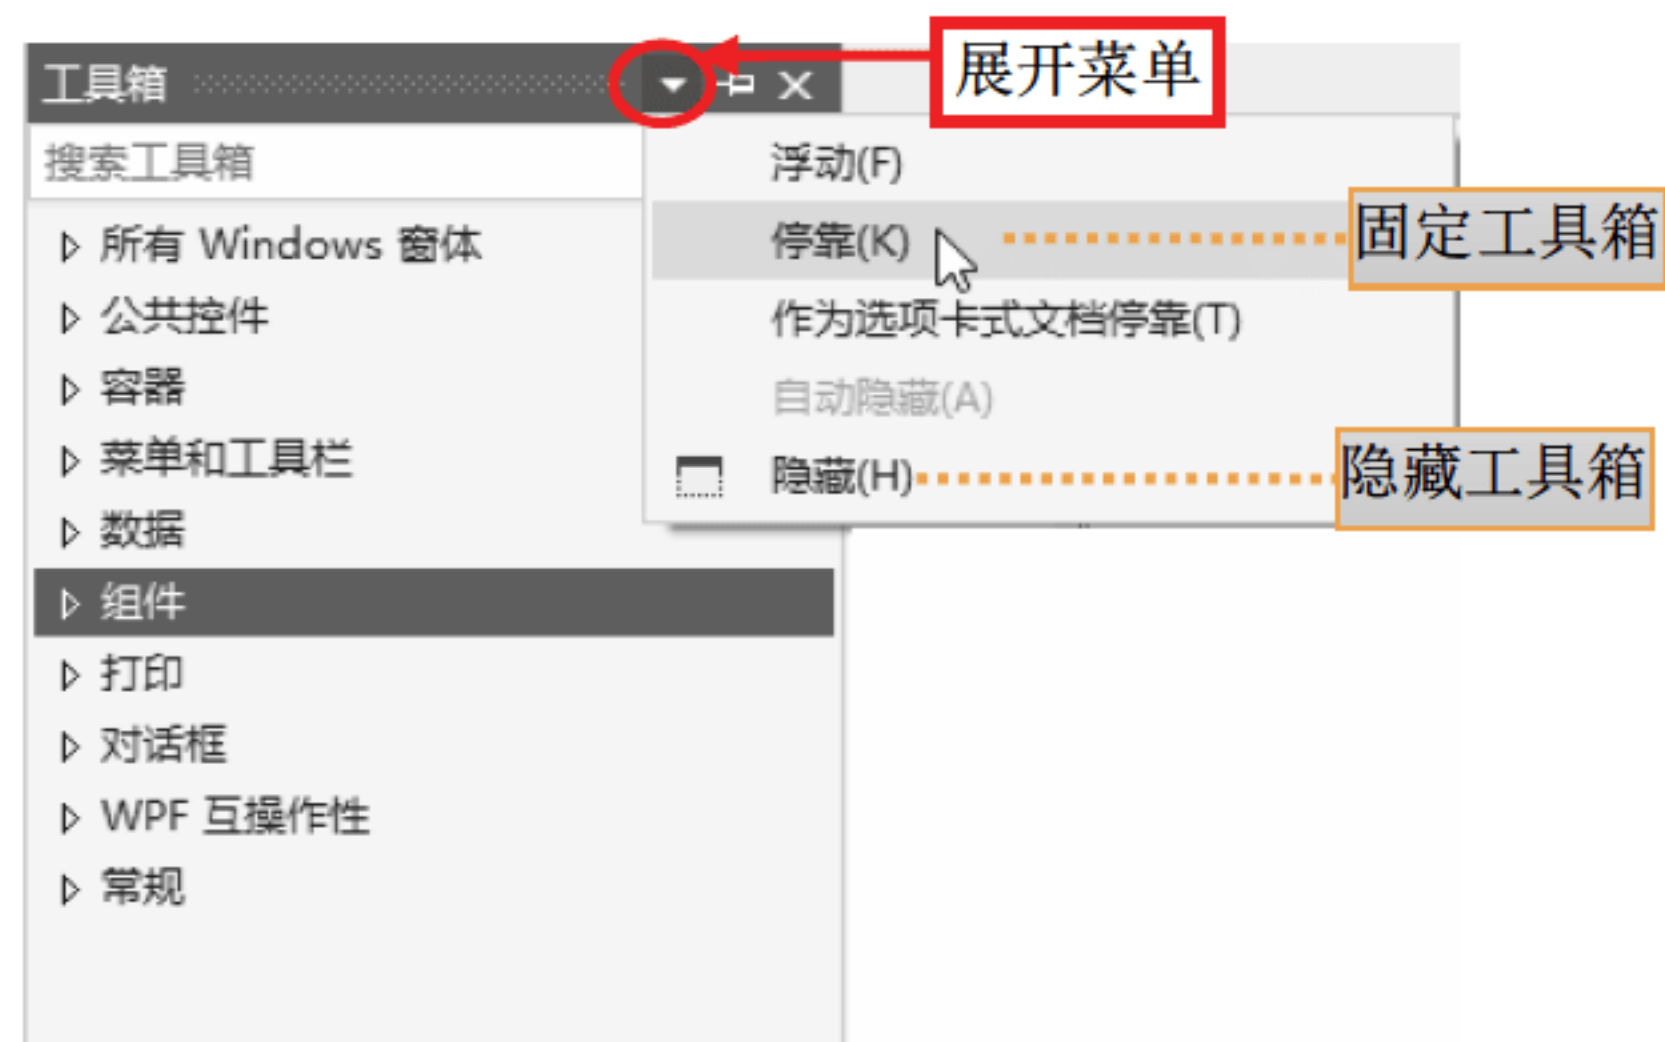 展开菜单
工具箱
搜索工具箱
浮动(F)
所有 Windows 窗体
停靠(K)
固定工具箱
公共控件
作为选项卡式文档停靠(T)
容器
自动隐藏(A)
菜单和工具栏
隐藏(H)
隐藏工具箱
数据
组件
打印
对话框
WPF 互操作性
常规